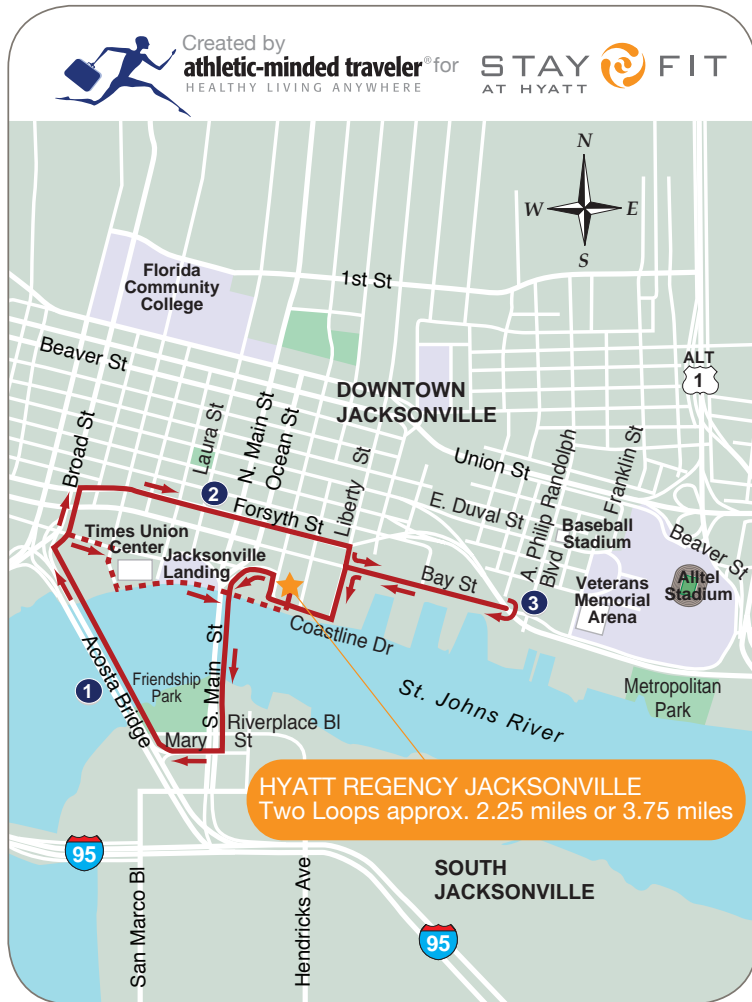 Created by
athletic-minded traveler® for
HEALTHY LIVING ANYWHERE
STAY FIT
AT HYATT
N
W E
S
Florida
Community
College
1st St
Beaver St
ALT
1
DOWNTOWN
JACKSONVILLE
Broad St
Laura St
N. Main St
Ocean St
Liberty St
Union St
A. Philip Randolph
Blvd
Franklin St
2
Forsyth St
E. Duval St
Baseball
Stadium
Beaver St
Times Union
Center
Jacksonville
Landing
Bay St
3
Veterans
Memorial
Arena
Alltel
Stadium
Coastline Dr
Acosta Bridge
1
Friendship
Park
S. Main St
St. Johns River
Metropolitan
Park
Riverplace Bl
Mary St
HYATT REGENCY JACKSONVILLE
Two Loops approx. 2.25 miles or 3.75 miles
95
San Marco Bl
Hendricks Ave
SOUTH
JACKSONVILLE
95